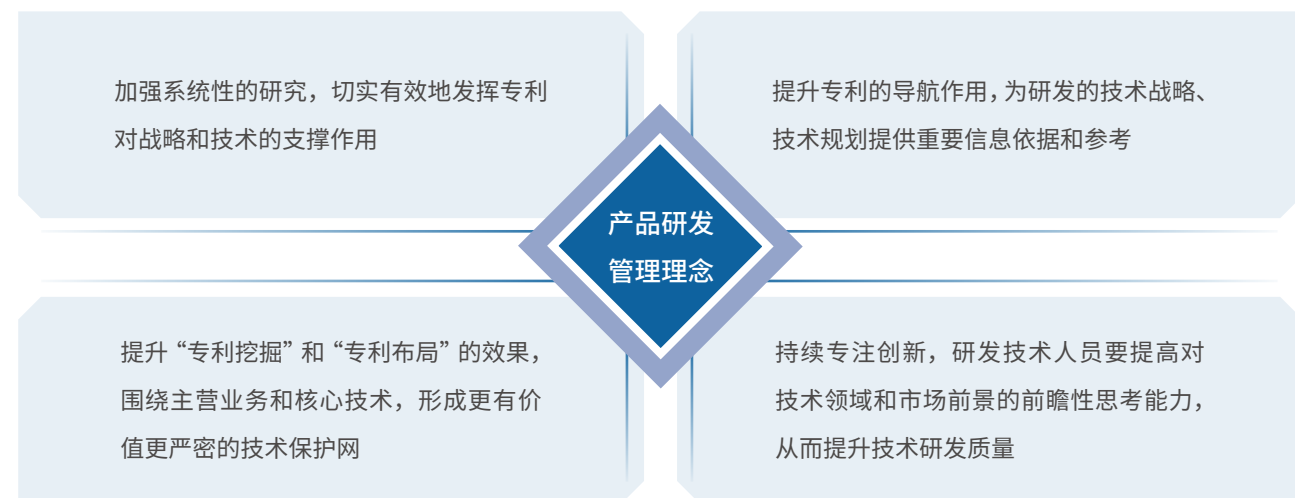 加强系统性的研究，切实有效地发挥专利
对战略和技术的支撑作用
提升专利的导航作用，为研发的技术战略、
技术规划提供重要信息依据和参考
产品研发
管理理念
提升“专利挖掘”和“专利布局”的效果，
围绕主营业务和核心技术，形成更有价
值更严密的技术保护网
持续专注创新，研发技术人员要提高对
技术领域和市场前景的前瞻性思考能力，
从而提升技术研发质量